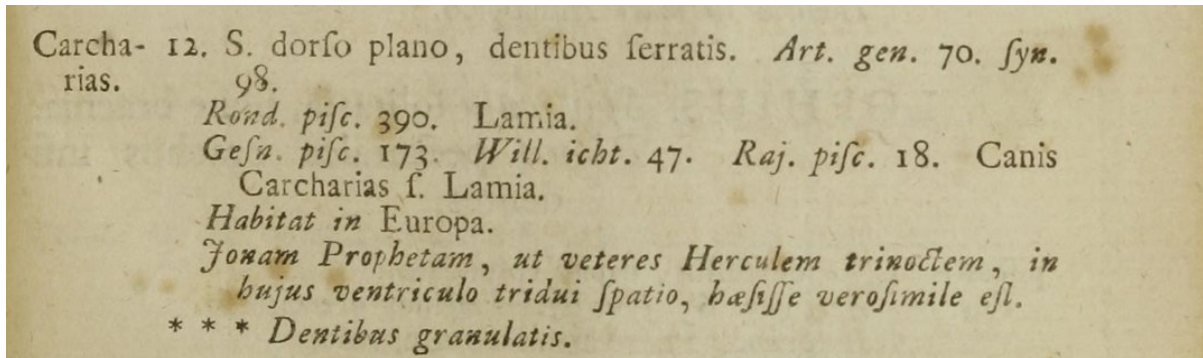 Carcha- 12. S. dorſo plano, dentibus ſerratis. Art. gen. 70. ſyn.
rias. 98.
Rond. piſc. 390. Lamia.
Geſn. piſc. 173. Will. icht. 47. Raj. piſc. 18. Canis
Carcharias ſ. Lamia.
Habitat in Europa.
Jonam Prophetam, ut veteres Herculem trinoctem, in
hujus ventriculo tridui ſpatio, hæſiſſe veroſimile eſt.
* * * Dentibus granulatis.